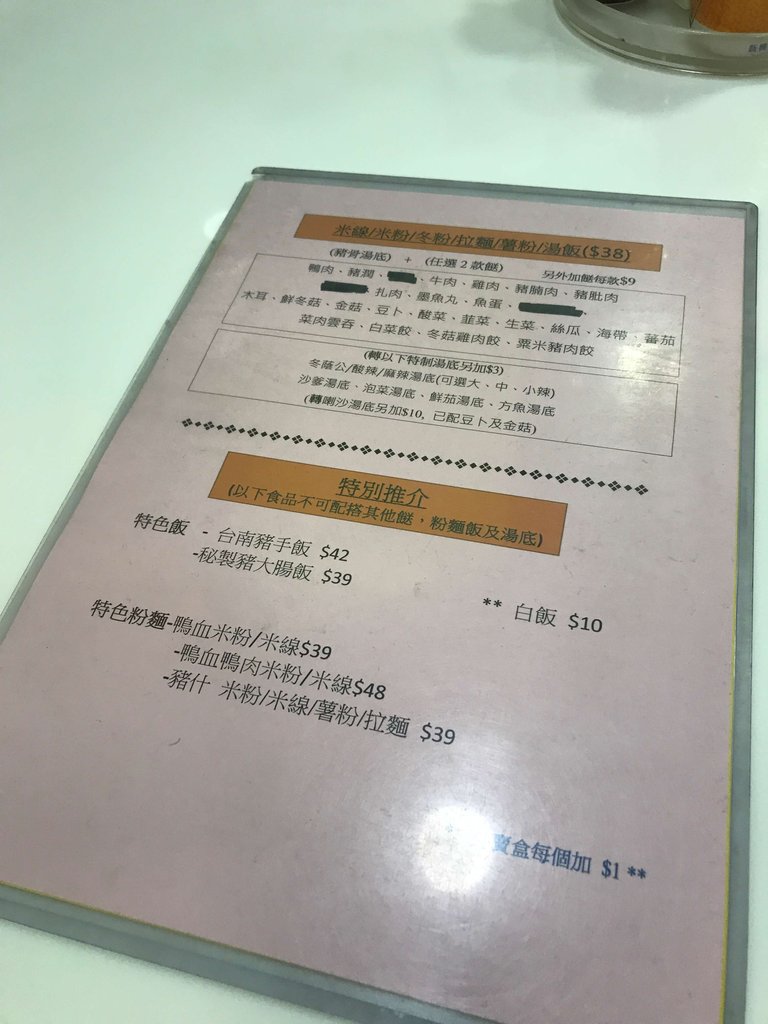 米線/米粉/冬粉/拉麵/薯粉/湯飯($38)
(豬骨湯底) + (任選2款餸) 另外加餸每款$9
鴨肉、豬潤、、牛肉、雞肉、豬腩肉、豬肚肉
、扎肉、墨魚丸、魚蛋、
木耳、鮮冬菇、金菇、豆卜、酸菜、韮菜、生菜、絲瓜、海帶、蕃茄
菜肉雲吞、白菜餃、冬菇雞肉餃、粟米豬肉餃
(轉以下特制湯底另加$3)
冬蔭公/酸辣/麻辣湯底(可選大、中、小辣)
沙爹湯底、泡菜湯底、鮮茄湯底、方魚湯底
(轉喇沙湯底另加$10, 已配豆卜及金菇)
特別推介
(以下食品不可配搭其他餸，粉麵飯及湯底)
特色飯 - 台南豬手飯 $42
-秘製豬大腸飯 $39
** 白飯 $10
特色粉麵-鴨血米粉/米線$39
-鴨血鴨肉米粉/米線$48
-豬什 米粉/米線/薯粉/拉麵 $39
賣盒每個加 $1 **